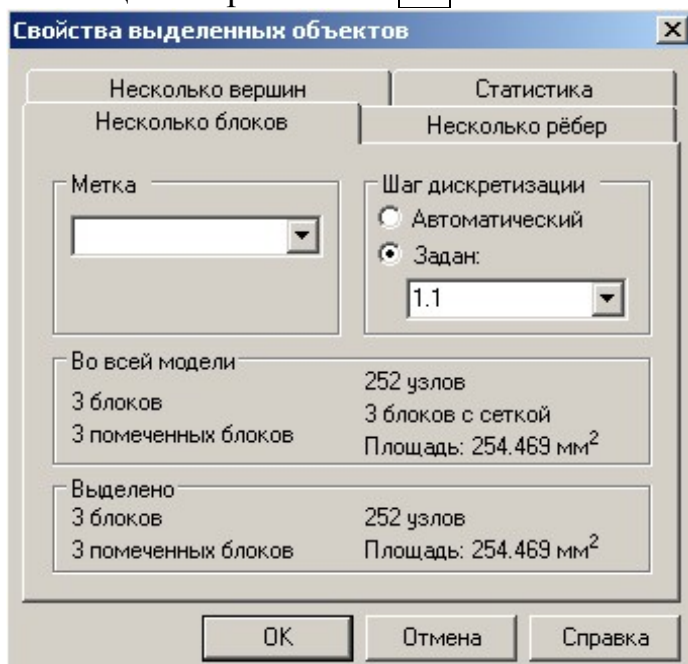 Свойства выделенных объектов
Несколько вершин
Статистика
Несколько блоков
Несколько рёбер
Метка
Шаг дискретизации
Автоматический
Задан:
1.1
Во всей модели
3 блоков
3 помеченных блоков
252 узлов
3 блоков с сеткой
Площадь: 254.469 мм²
Выделено
3 блоков
3 помеченных блоков
252 узлов
Площадь: 254.469 мм²
OK
Отмена
Справка